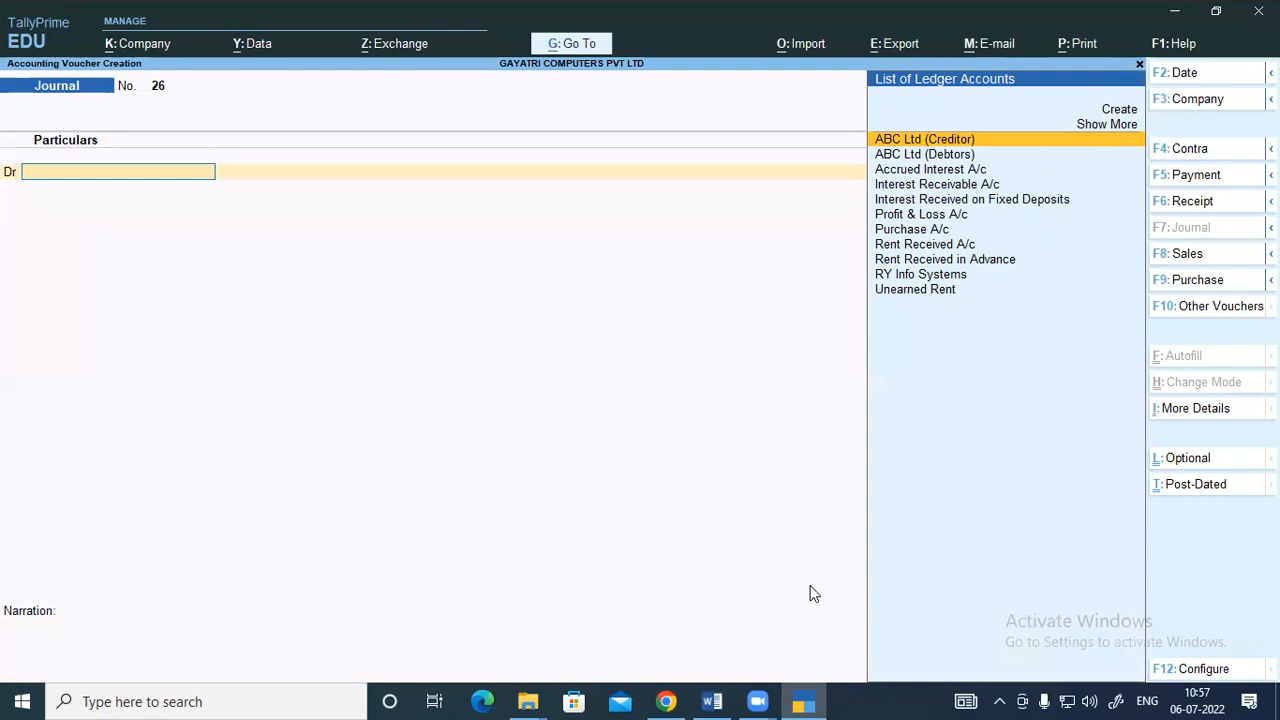 TallyPrime
EDU
MANAGE
K: Company
Y: Data
Z: Exchange
G: Go To
O: Import
E: Export
M: E-mail
P: Print
F1: Help
Accounting Voucher Creation
GAYATRI COMPUTERS PVT LTD
Journal No. 26
Particulars
Dr
Narration:
List of Ledger Accounts
Create
Show More
ABC Ltd (Creditor)
ABC Ltd (Debtors)
Accrued Interest A/c
Interest Receivable A/c
Interest Received on Fixed Deposits
Profit & Loss A/c
Purchase A/c
Rent Received A/c
Rent Received in Advance
RY Info Systems
Unearned Rent
F2: Date
F3: Company
F4: Contra
F5: Payment
F6: Receipt
F7: Journal
F8: Sales
F9: Purchase
F10: Other Vouchers
F: Autofill
H: Change Mode
I: More Details
L: Optional
T: Post-Dated
Activate Windows
Go to Settings to activate Windows.
F12: Configure
Type here to search
ENG
10:57
06-07-2022